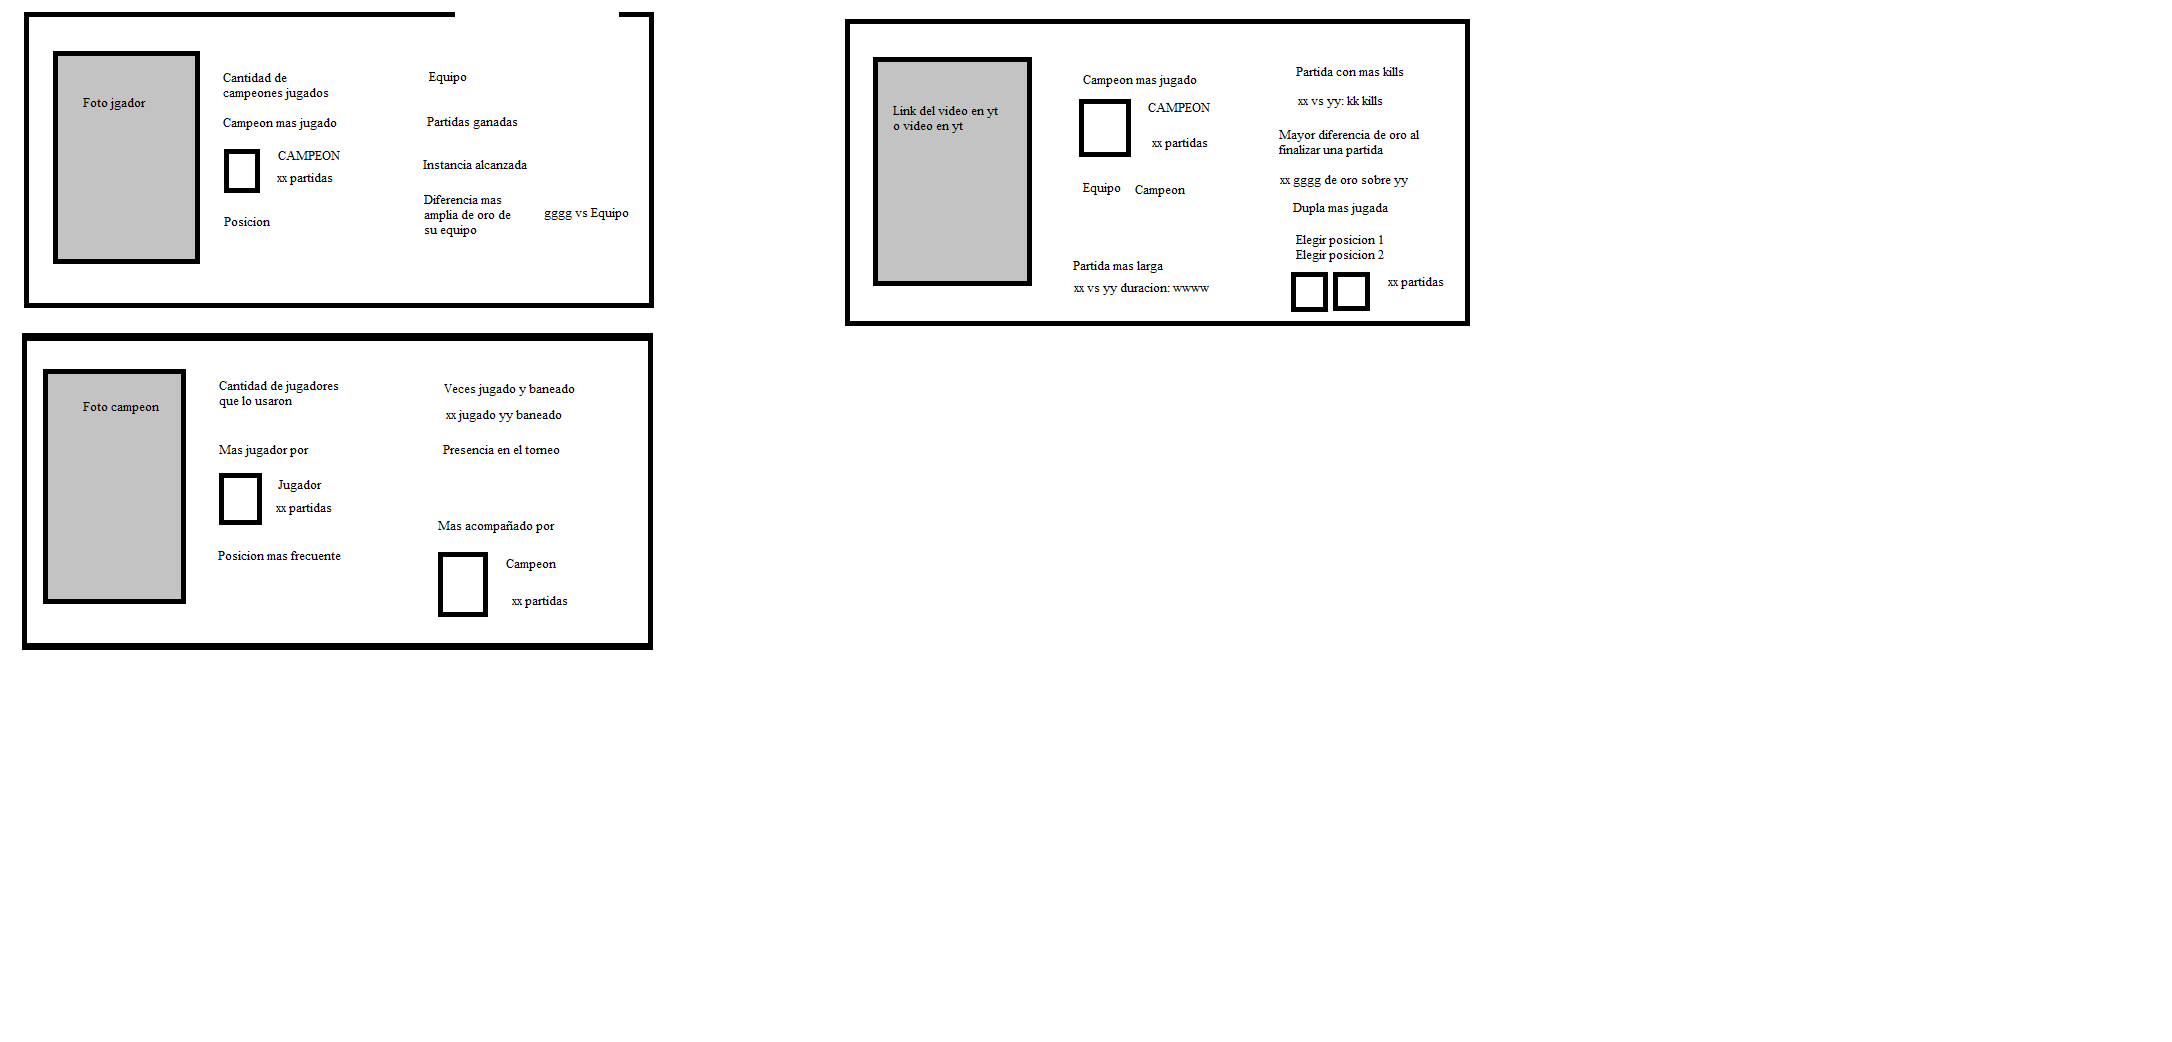 Foto jgador
Cantidad de
campeones jugados
Campeon mas jugado
CAMPEON
xx partidas
Posicion
Equipo
Partidas ganadas
Instancia alcanzada
Diferencia mas
amplia de oro de
su equipo
gggg vs Equipo
Link del video en yt
o video en yt
Campeon mas jugado
CAMPEON
xx partidas
Equipo
Campeon
Partida mas larga
xx vs yy duracion: wwww
Partida con mas kills
xx vs yy: kk kills
Mayor diferencia de oro al
finalizar una partida
xx gggg de oro sobre yy
Dupla mas jugada
Elegir posicion 1
Elegir posicion 2
xx partidas
Foto campeon
Cantidad de jugadores
que lo usaron
Mas jugador por
Jugador
xx partidas
Posicion mas frecuente
Veces jugado y baneado
xx jugado yy baneado
Presencia en el torneo
Mas acompañado por
Campeon
xx partidas